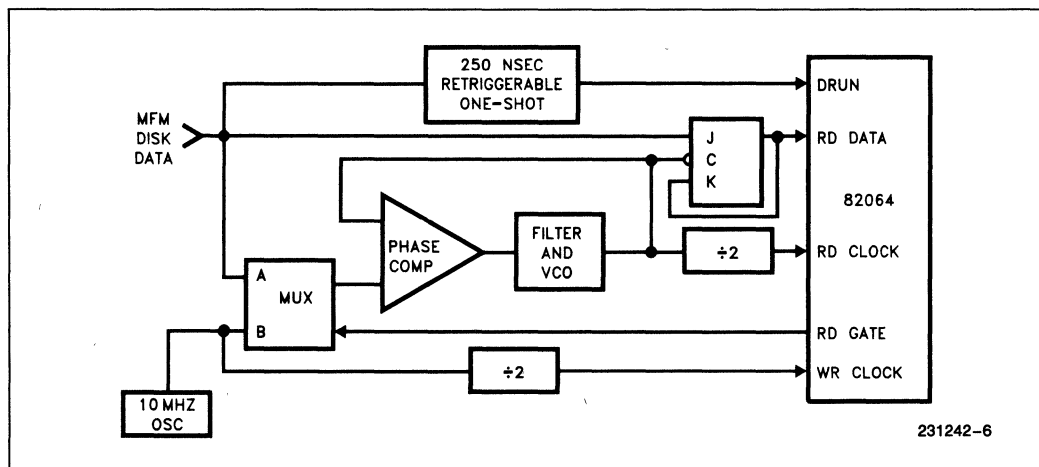 250 NSEC
RETRIGGERABLE
ONE-SHOT
DRUN
MFM
DISK
DATA
J
C
K
RD DATA
82064
PHASE
COMP
FILTER
AND
VCO
÷2
RD CLOCK
A
MUX
B
RD GATE
÷2
WR CLOCK
10 MHZ
OSC
231242-6